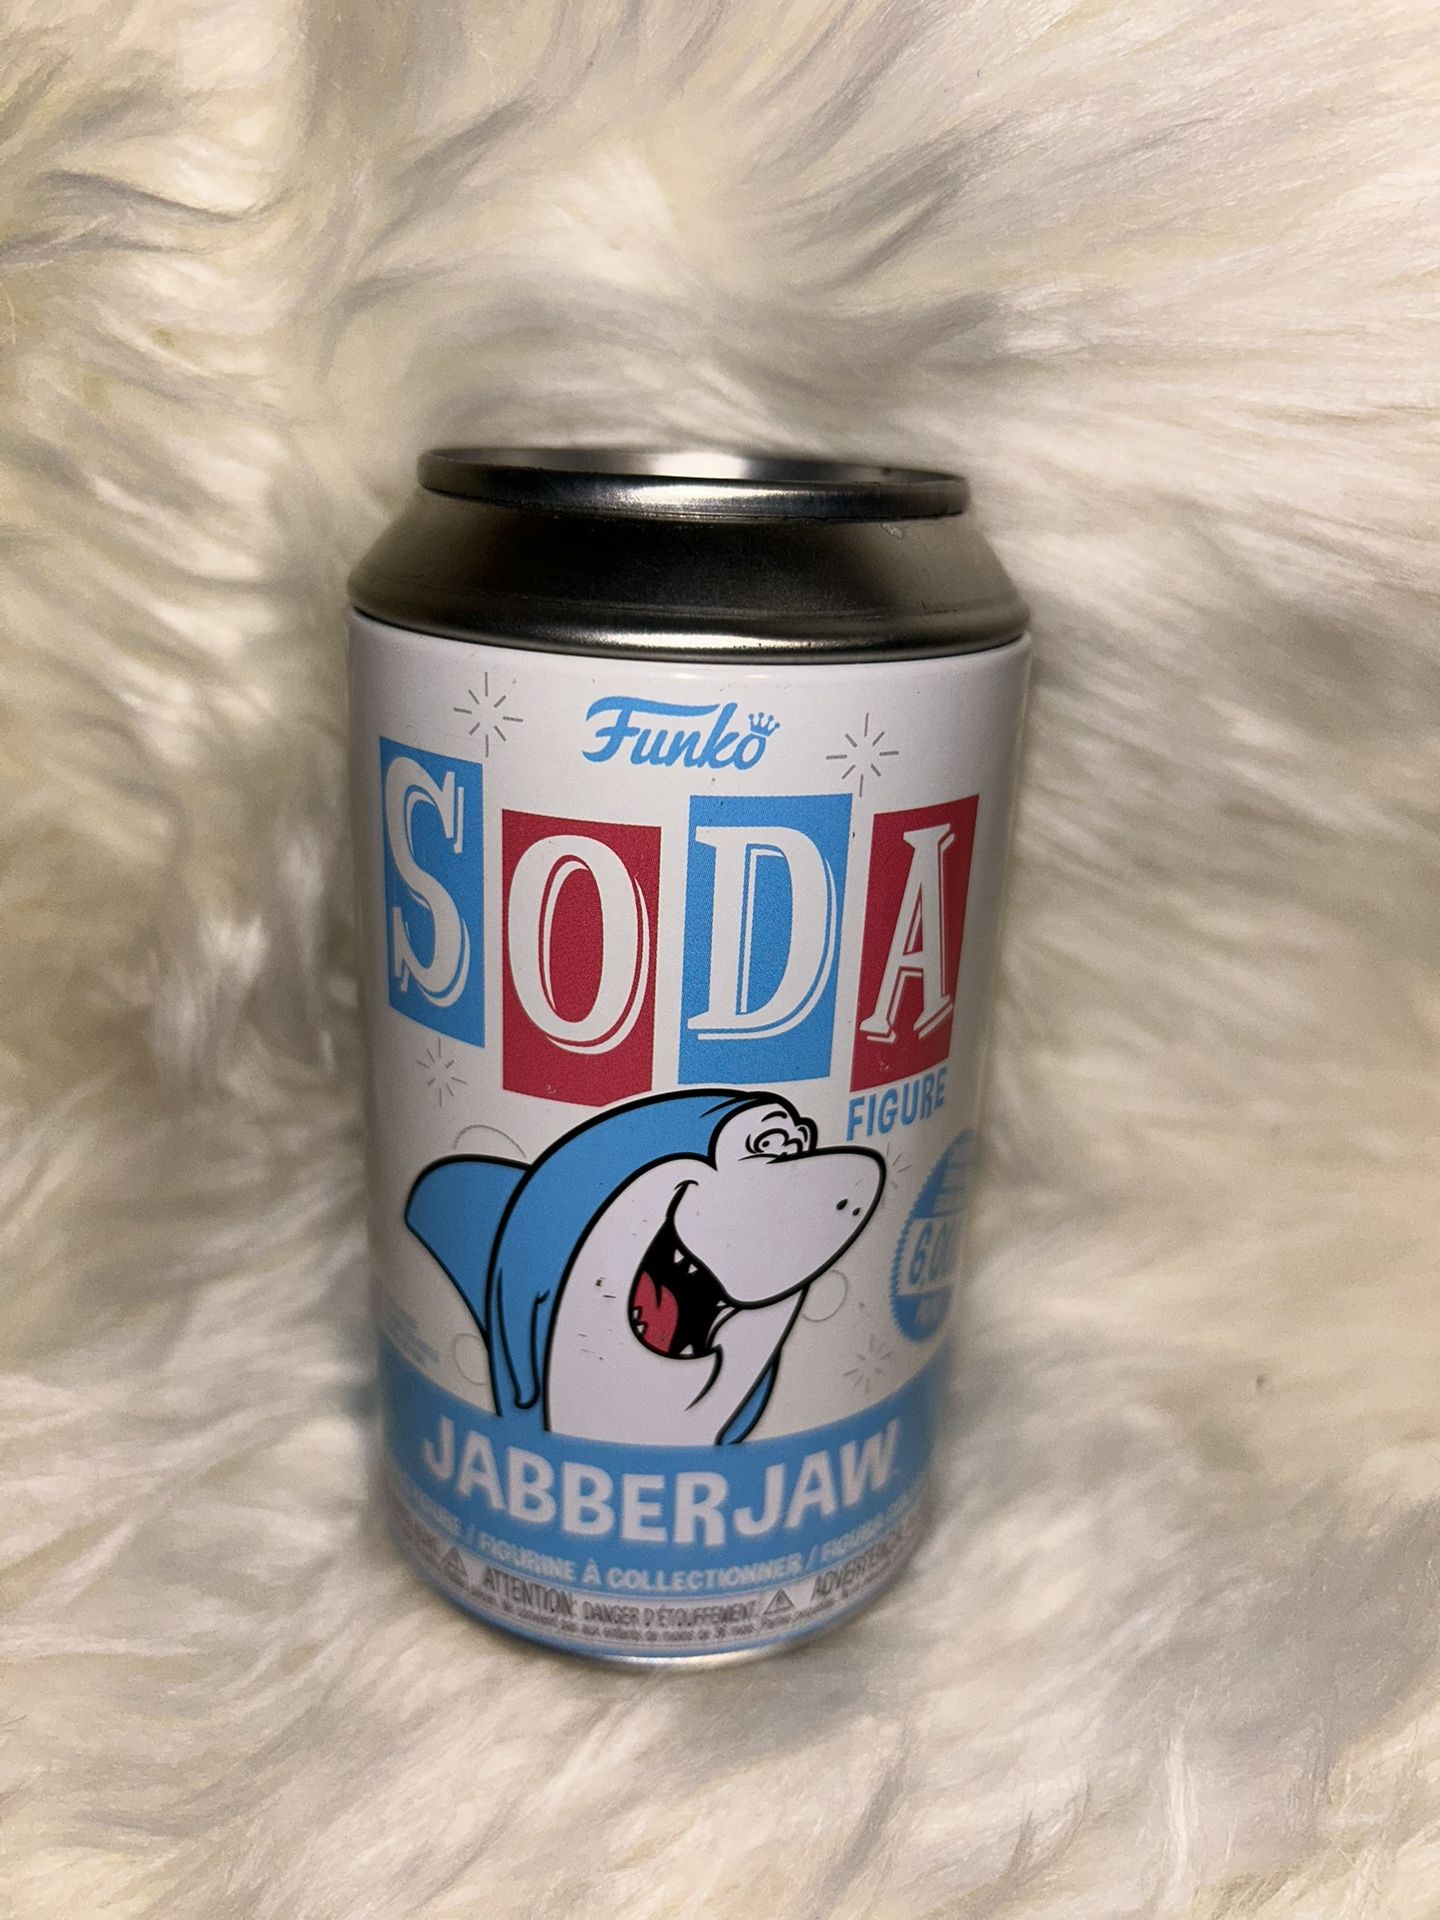 Funko
SODA
FIGURE
JABBERJAW
/ FIGURINE À COLLECTIONNER /
ATTENTION: DANGER D'ÉTOUFFEMENT.